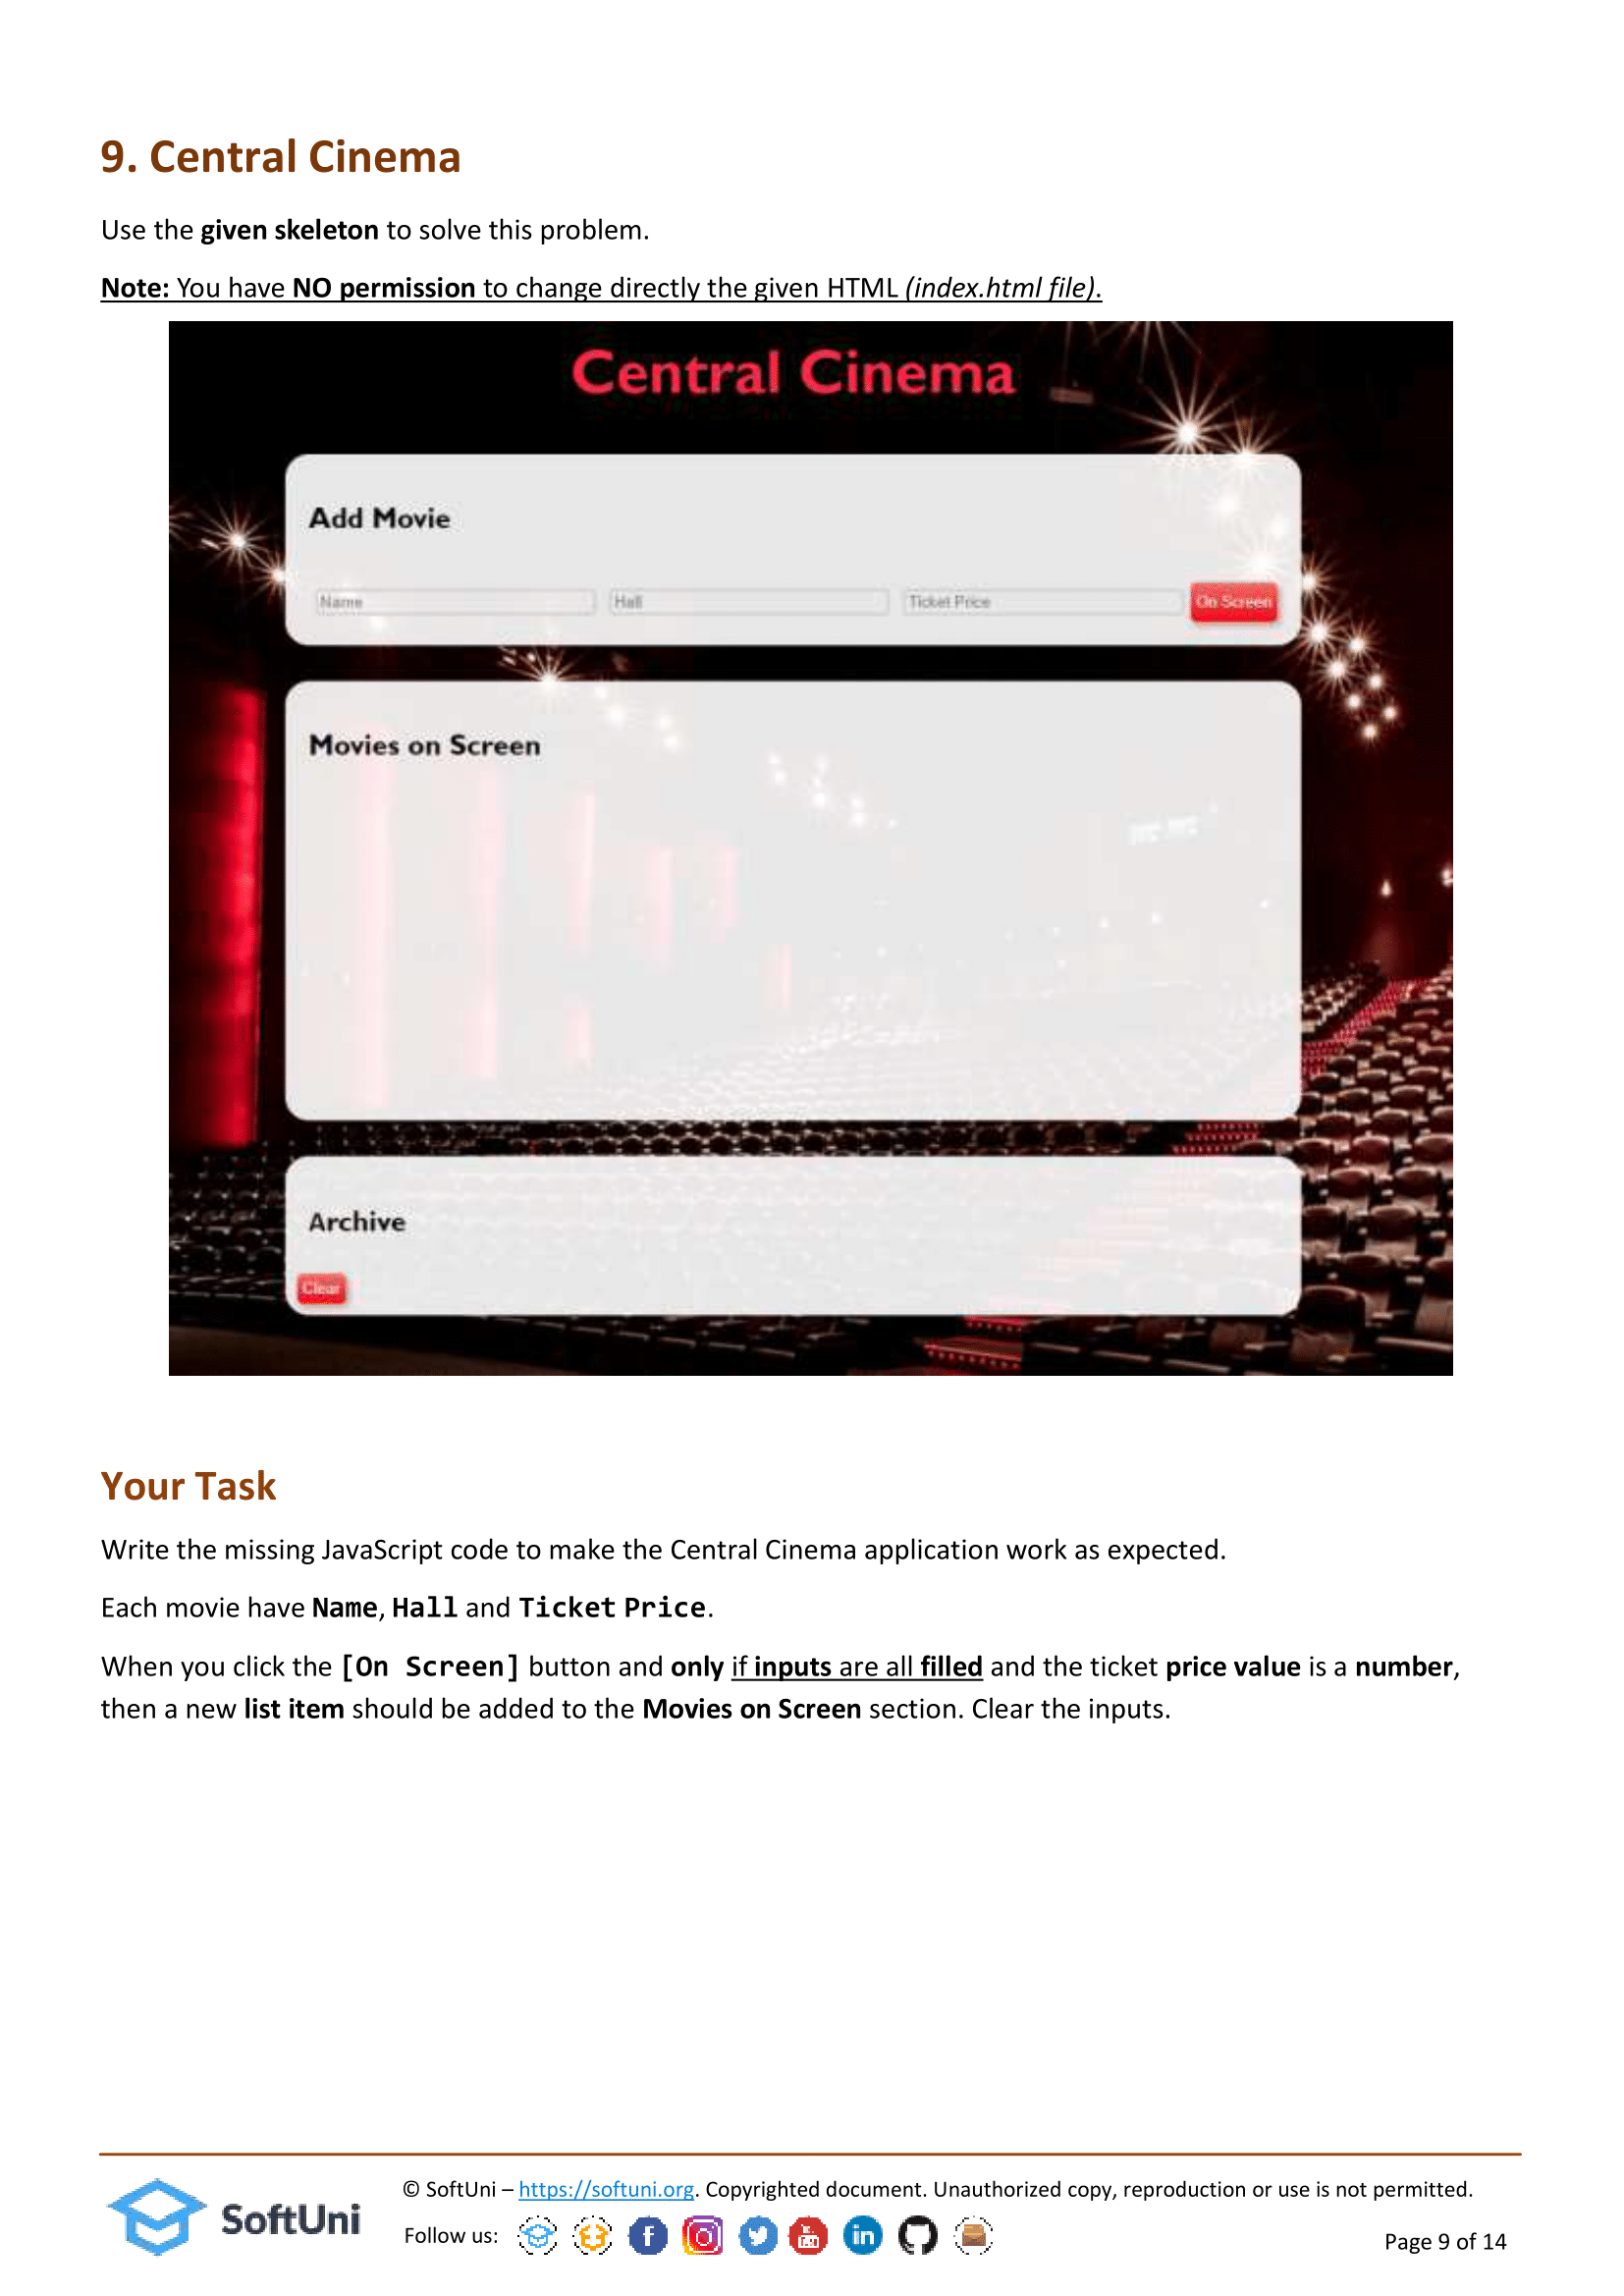 9. Central Cinema
Use the given skeleton to solve this problem.
Note: You have NO permission to change directly the given HTML (index.html file).
Central Cinema
Add Movie
Name
Hall
Ticket Price
On Screen
Movies on Screen
Archive
Clear
Your Task
Write the missing JavaScript code to make the Central Cinema application work as expected.
Each movie have Name, Hall and Ticket Price.
When you click the [On Screen] button and only if inputs are all filled and the ticket price value is a number,
then a new list item should be added to the Movies on Screen section. Clear the inputs.
SoftUni
© SoftUni – https://softuni.org. Copyrighted document. Unauthorized copy, reproduction or use is not permitted.
Follow us:
Page 9 of 14